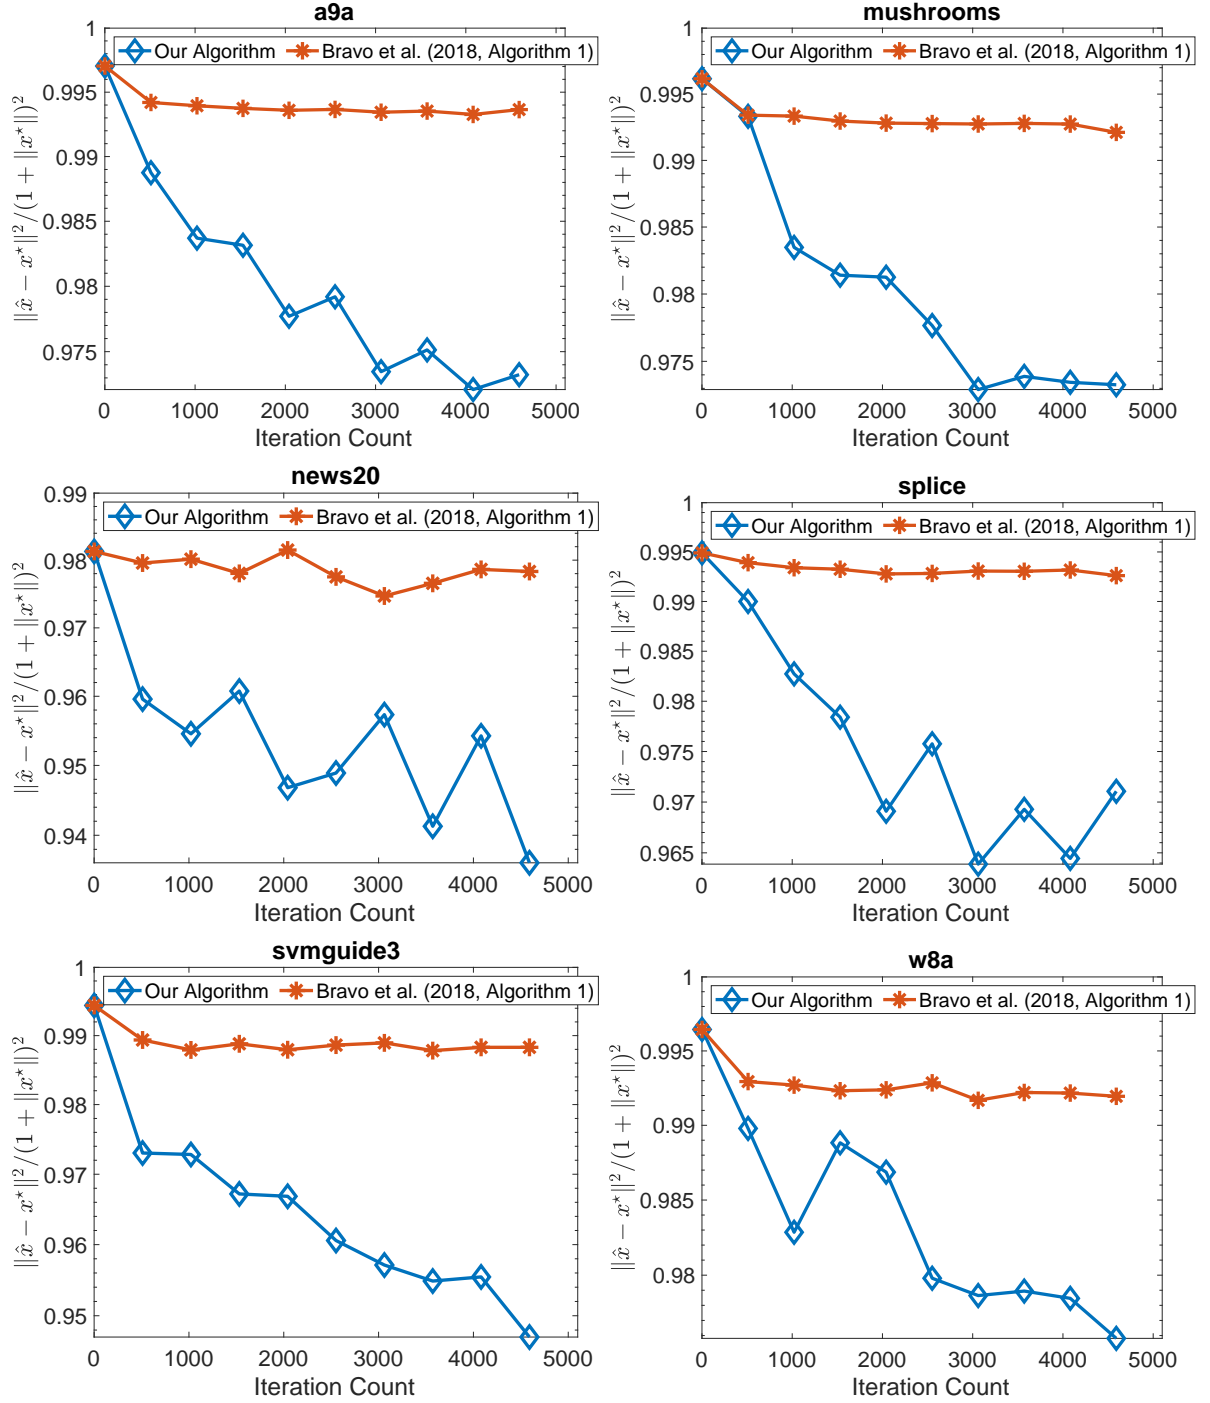 a9a
1
Our Algorithm Bravo et al. (2018, Algorithm 1)
0.995
0.99
0.985
0.98
0.975
||x̂ − x⋆||²/(1 + ||x⋆||)²
0 1000 2000 3000 4000 5000
Iteration Count
mushrooms
1
Our Algorithm Bravo et al. (2018, Algorithm 1)
0.995
0.99
0.985
0.98
0.975
||x̂ − x⋆||²/(1 + ||x⋆||)²
0 1000 2000 3000 4000 5000
Iteration Count
news20
0.99
Our Algorithm Bravo et al. (2018, Algorithm 1)
0.98
0.97
0.96
0.95
0.94
||x̂ − x⋆||²/(1 + ||x⋆||)²
0 1000 2000 3000 4000 5000
Iteration Count
splice
1
Our Algorithm Bravo et al. (2018, Algorithm 1)
0.995
0.99
0.985
0.98
0.975
0.97
0.965
||x̂ − x⋆||²/(1 + ||x⋆||)²
0 1000 2000 3000 4000 5000
Iteration Count
svmguide3
1
Our Algorithm Bravo et al. (2018, Algorithm 1)
0.99
0.98
0.97
0.96
0.95
||x̂ − x⋆||²/(1 + ||x⋆||)²
0 1000 2000 3000 4000 5000
Iteration Count
w8a
1
Our Algorithm Bravo et al. (2018, Algorithm 1)
0.995
0.99
0.985
0.98
||x̂ − x⋆||²/(1 + ||x⋆||)²
0 1000 2000 3000 4000 5000
Iteration Count